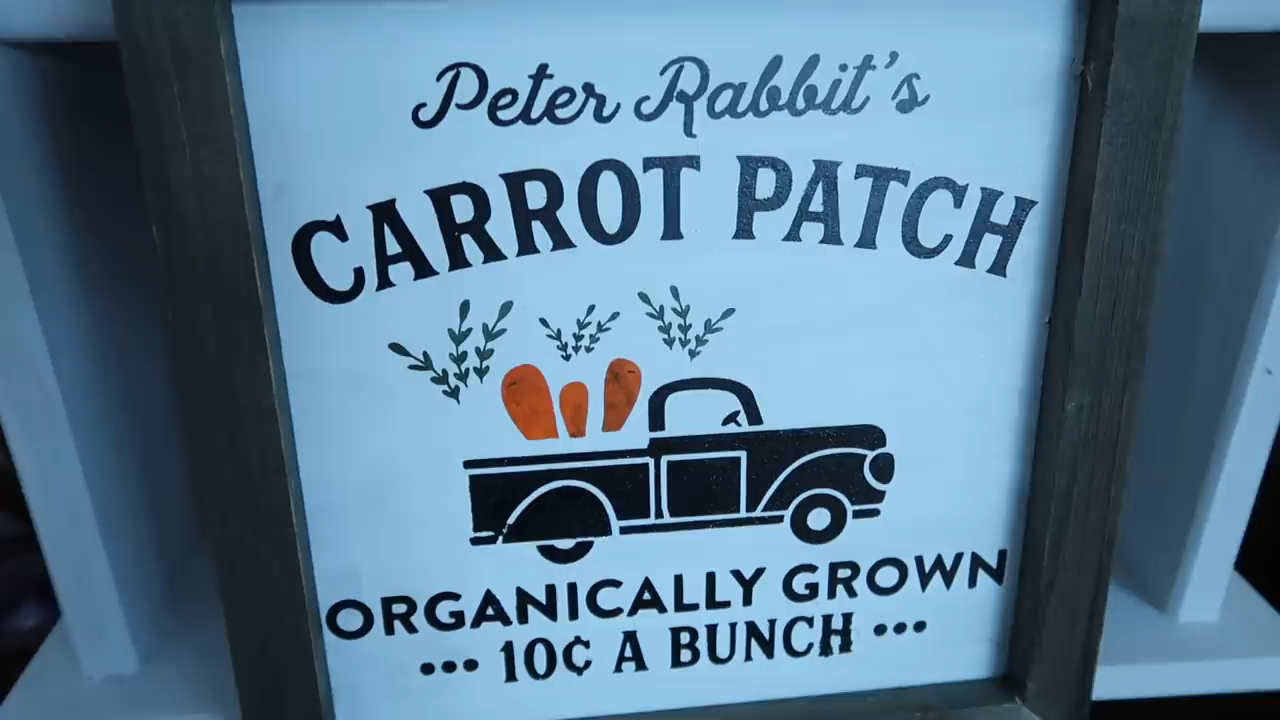 Peter Rabbit's
CARROT PATCH
ORGANICALLY GROWN
••• 10¢ A BUNCH •••